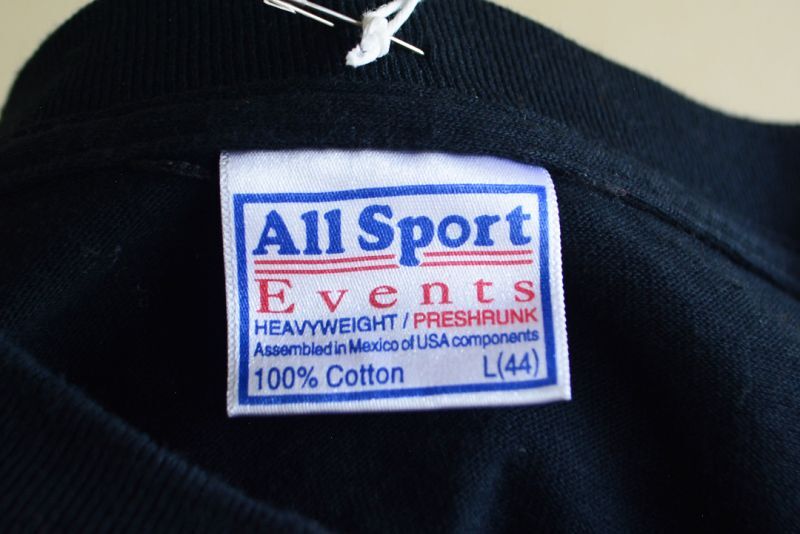 All Sport
Events
HEAVYWEIGHT / PRESHRUNK
Assembled in Mexico of USA components
100% Cotton L(44)